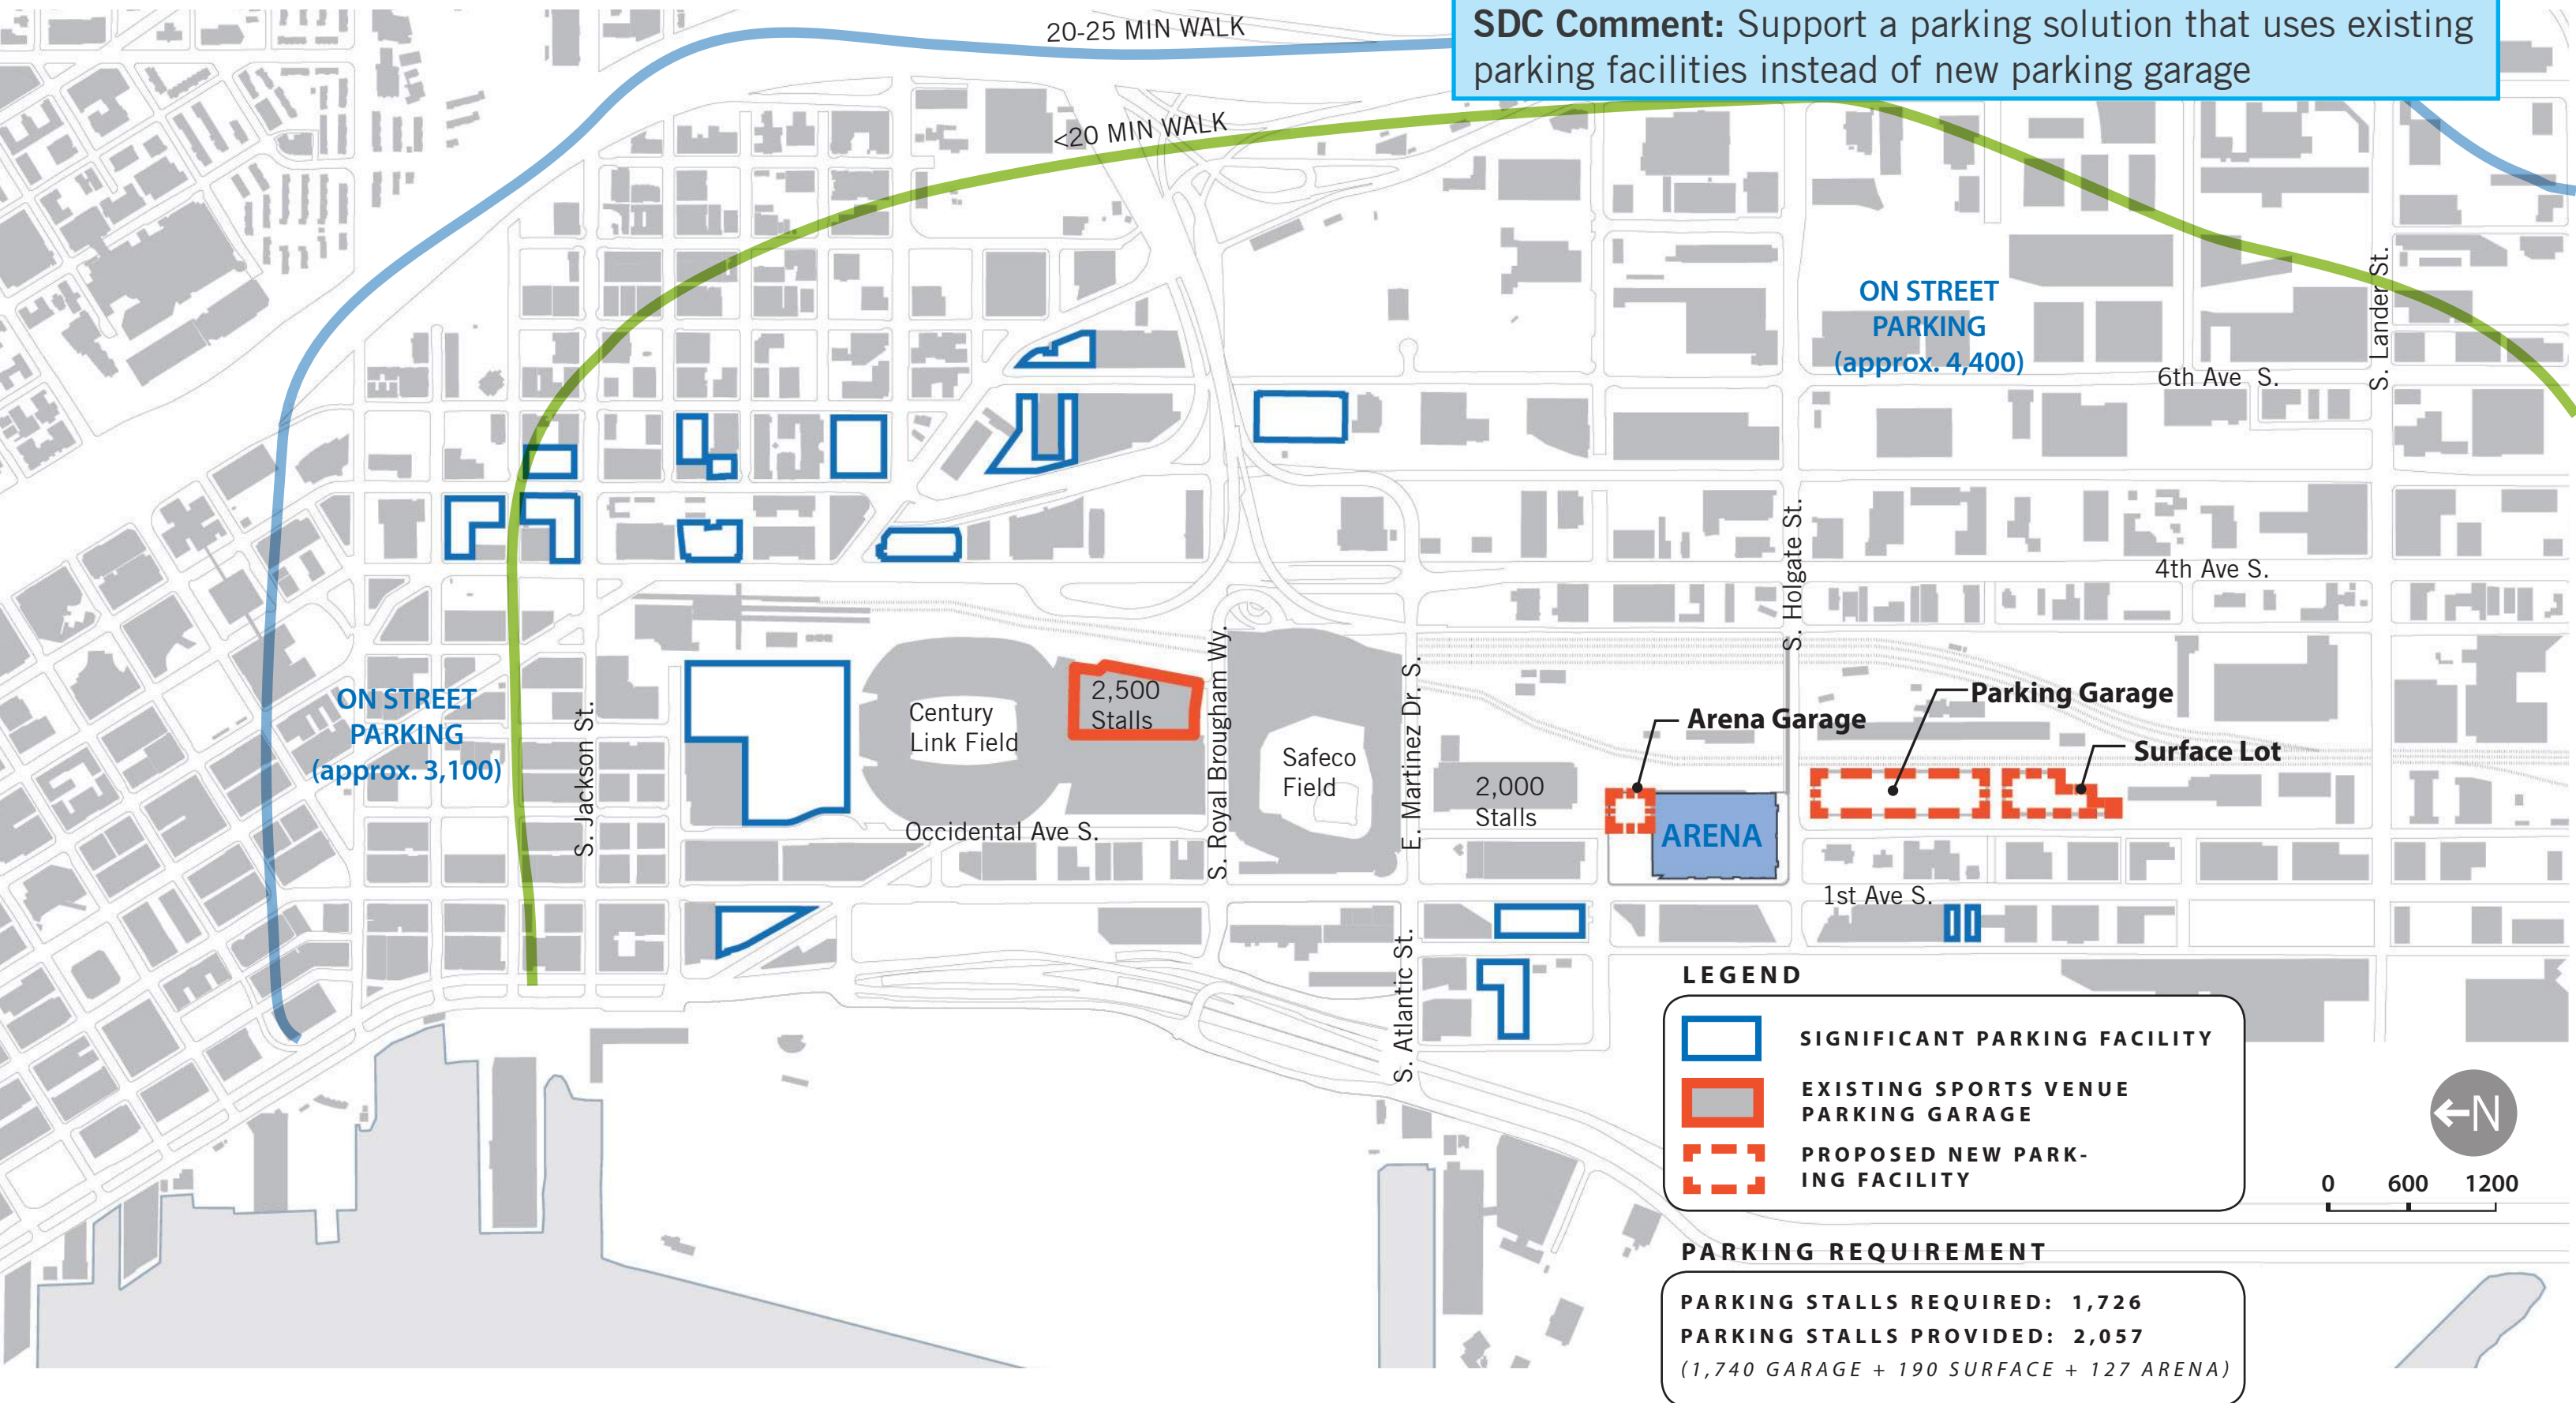 SDC Comment: Support a parking solution that uses existing
parking facilities instead of new parking garage
20-25 MIN WALK
<20 MIN WALK
ON STREET
PARKING
(approx. 4,400)
S. Lander St.
6th Ave S.
S. Holgate St.
4th Ave S.
ON STREET
PARKING
(approx. 3,100)
S. Jackson St.
Century
Link Field
2,500
Stalls
S. Royal Brougham Wy.
Safeco
Field
E. Martinez Dr. S.
2,000
Stalls
Arena Garage
Parking Garage
Surface Lot
ARENA
Occidental Ave S.
1st Ave S.
S. Atlantic St.
LEGEND
SIGNIFICANT PARKING FACILITY
EXISTING SPORTS VENUE
PARKING GARAGE
PROPOSED NEW PARK-
ING FACILITY
←N
0 600 1200
PARKING REQUIREMENT
PARKING STALLS REQUIRED: 1,726
PARKING STALLS PROVIDED: 2,057
(1,740 GARAGE + 190 SURFACE + 127 ARENA)